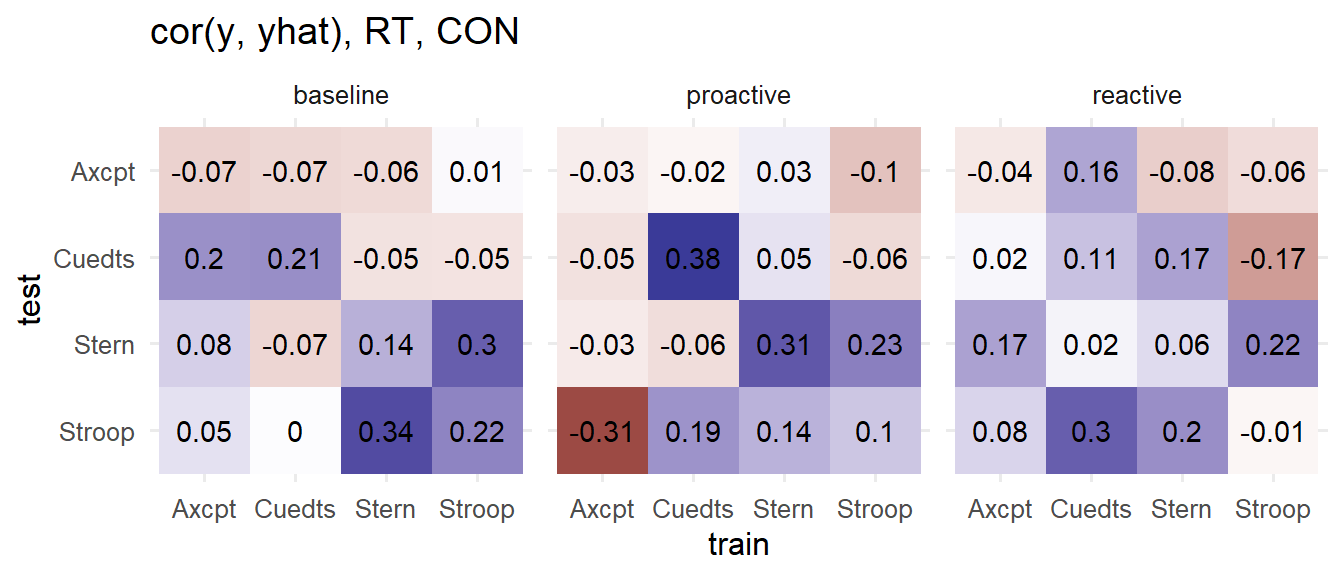 cor(y, yhat), RT, CON
baseline proactive reactive
Axcpt -0.07 -0.07 -0.06 0.01 -0.03 -0.02 0.03 -0.1 -0.04 0.16 -0.08 -0.06
Cuedts 0.2 0.21 -0.05 -0.05 -0.05 0.38 0.05 -0.06 0.02 0.11 0.17 -0.17
test
Stern 0.08 -0.07 0.14 0.3 -0.03 -0.06 0.31 0.23 0.17 0.02 0.06 0.22
Stroop 0.05 0 0.34 0.22 -0.31 0.19 0.14 0.1 0.08 0.3 0.2 -0.01
Axcpt Cuedts Stern Stroop Axcpt Cuedts Stern Stroop Axcpt Cuedts Stern Stroop
train